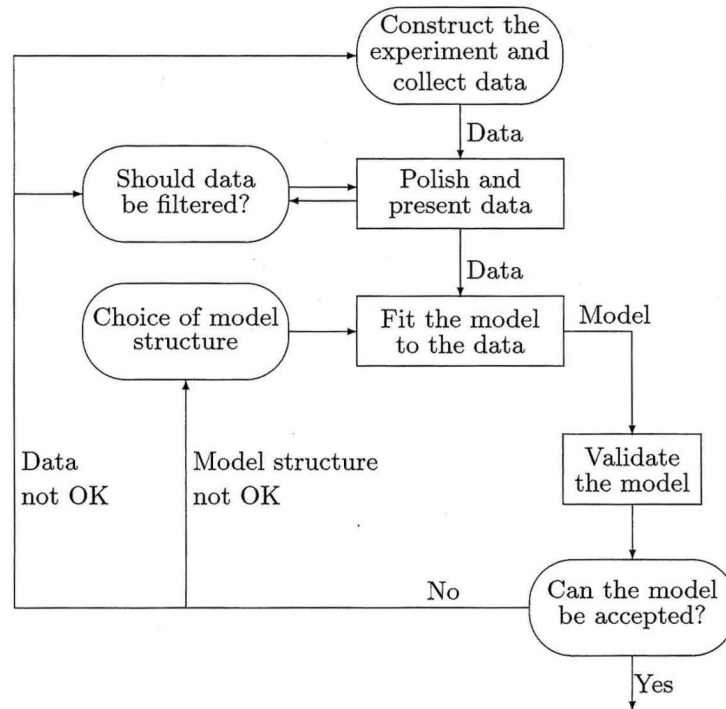 Construct the
experiment and
collect data
Data
Should data
be filtered?
Polish and
present data
Data
Choice of model
structure
Fit the model
to the data
Model
Data
not OK
Model structure
not OK
Validate
the model
No
Can the model
be accepted?
Yes